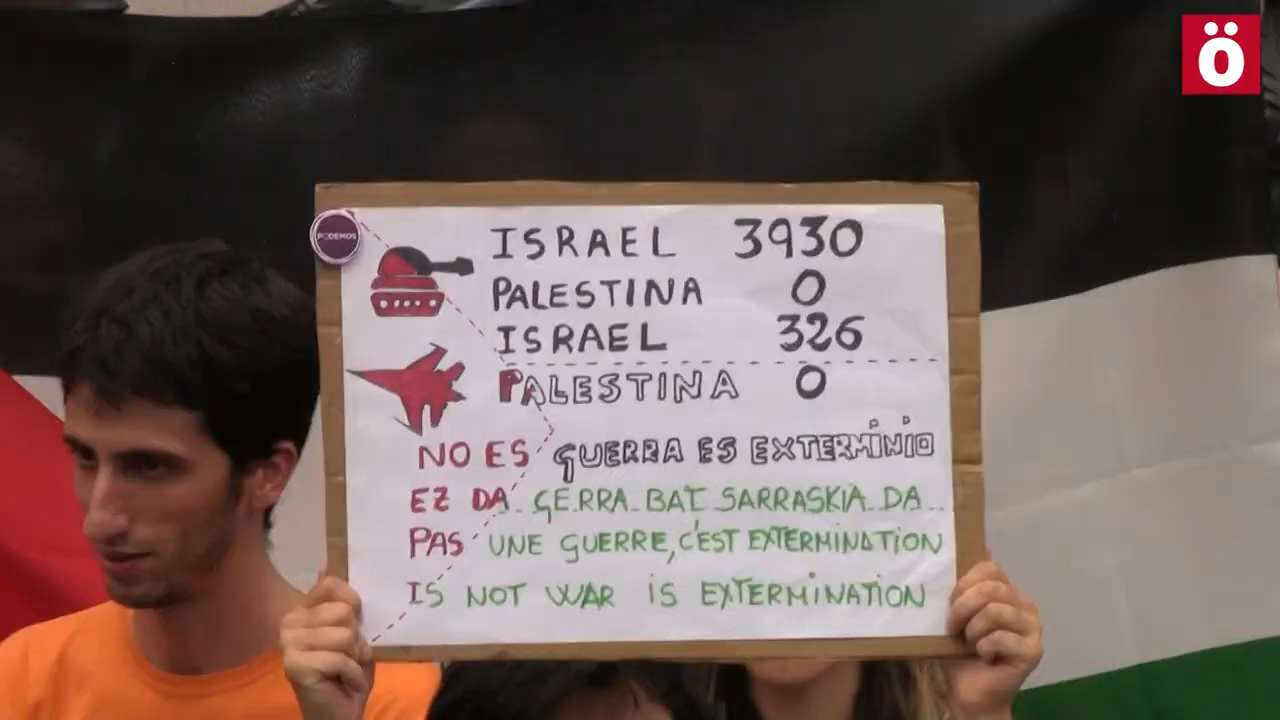 Ö
PODEMOS
ISRAEL 3930
PALESTINA 0
ISRAEL 326
PALESTINA 0
NO ES GUERRA ES EXTERMINIO
EZ DA GERRA BAT SARRASKIA DA
PAS UNE GUERRE, C'EST EXTERMINATION
IS NOT WAR IS EXTERMINATION